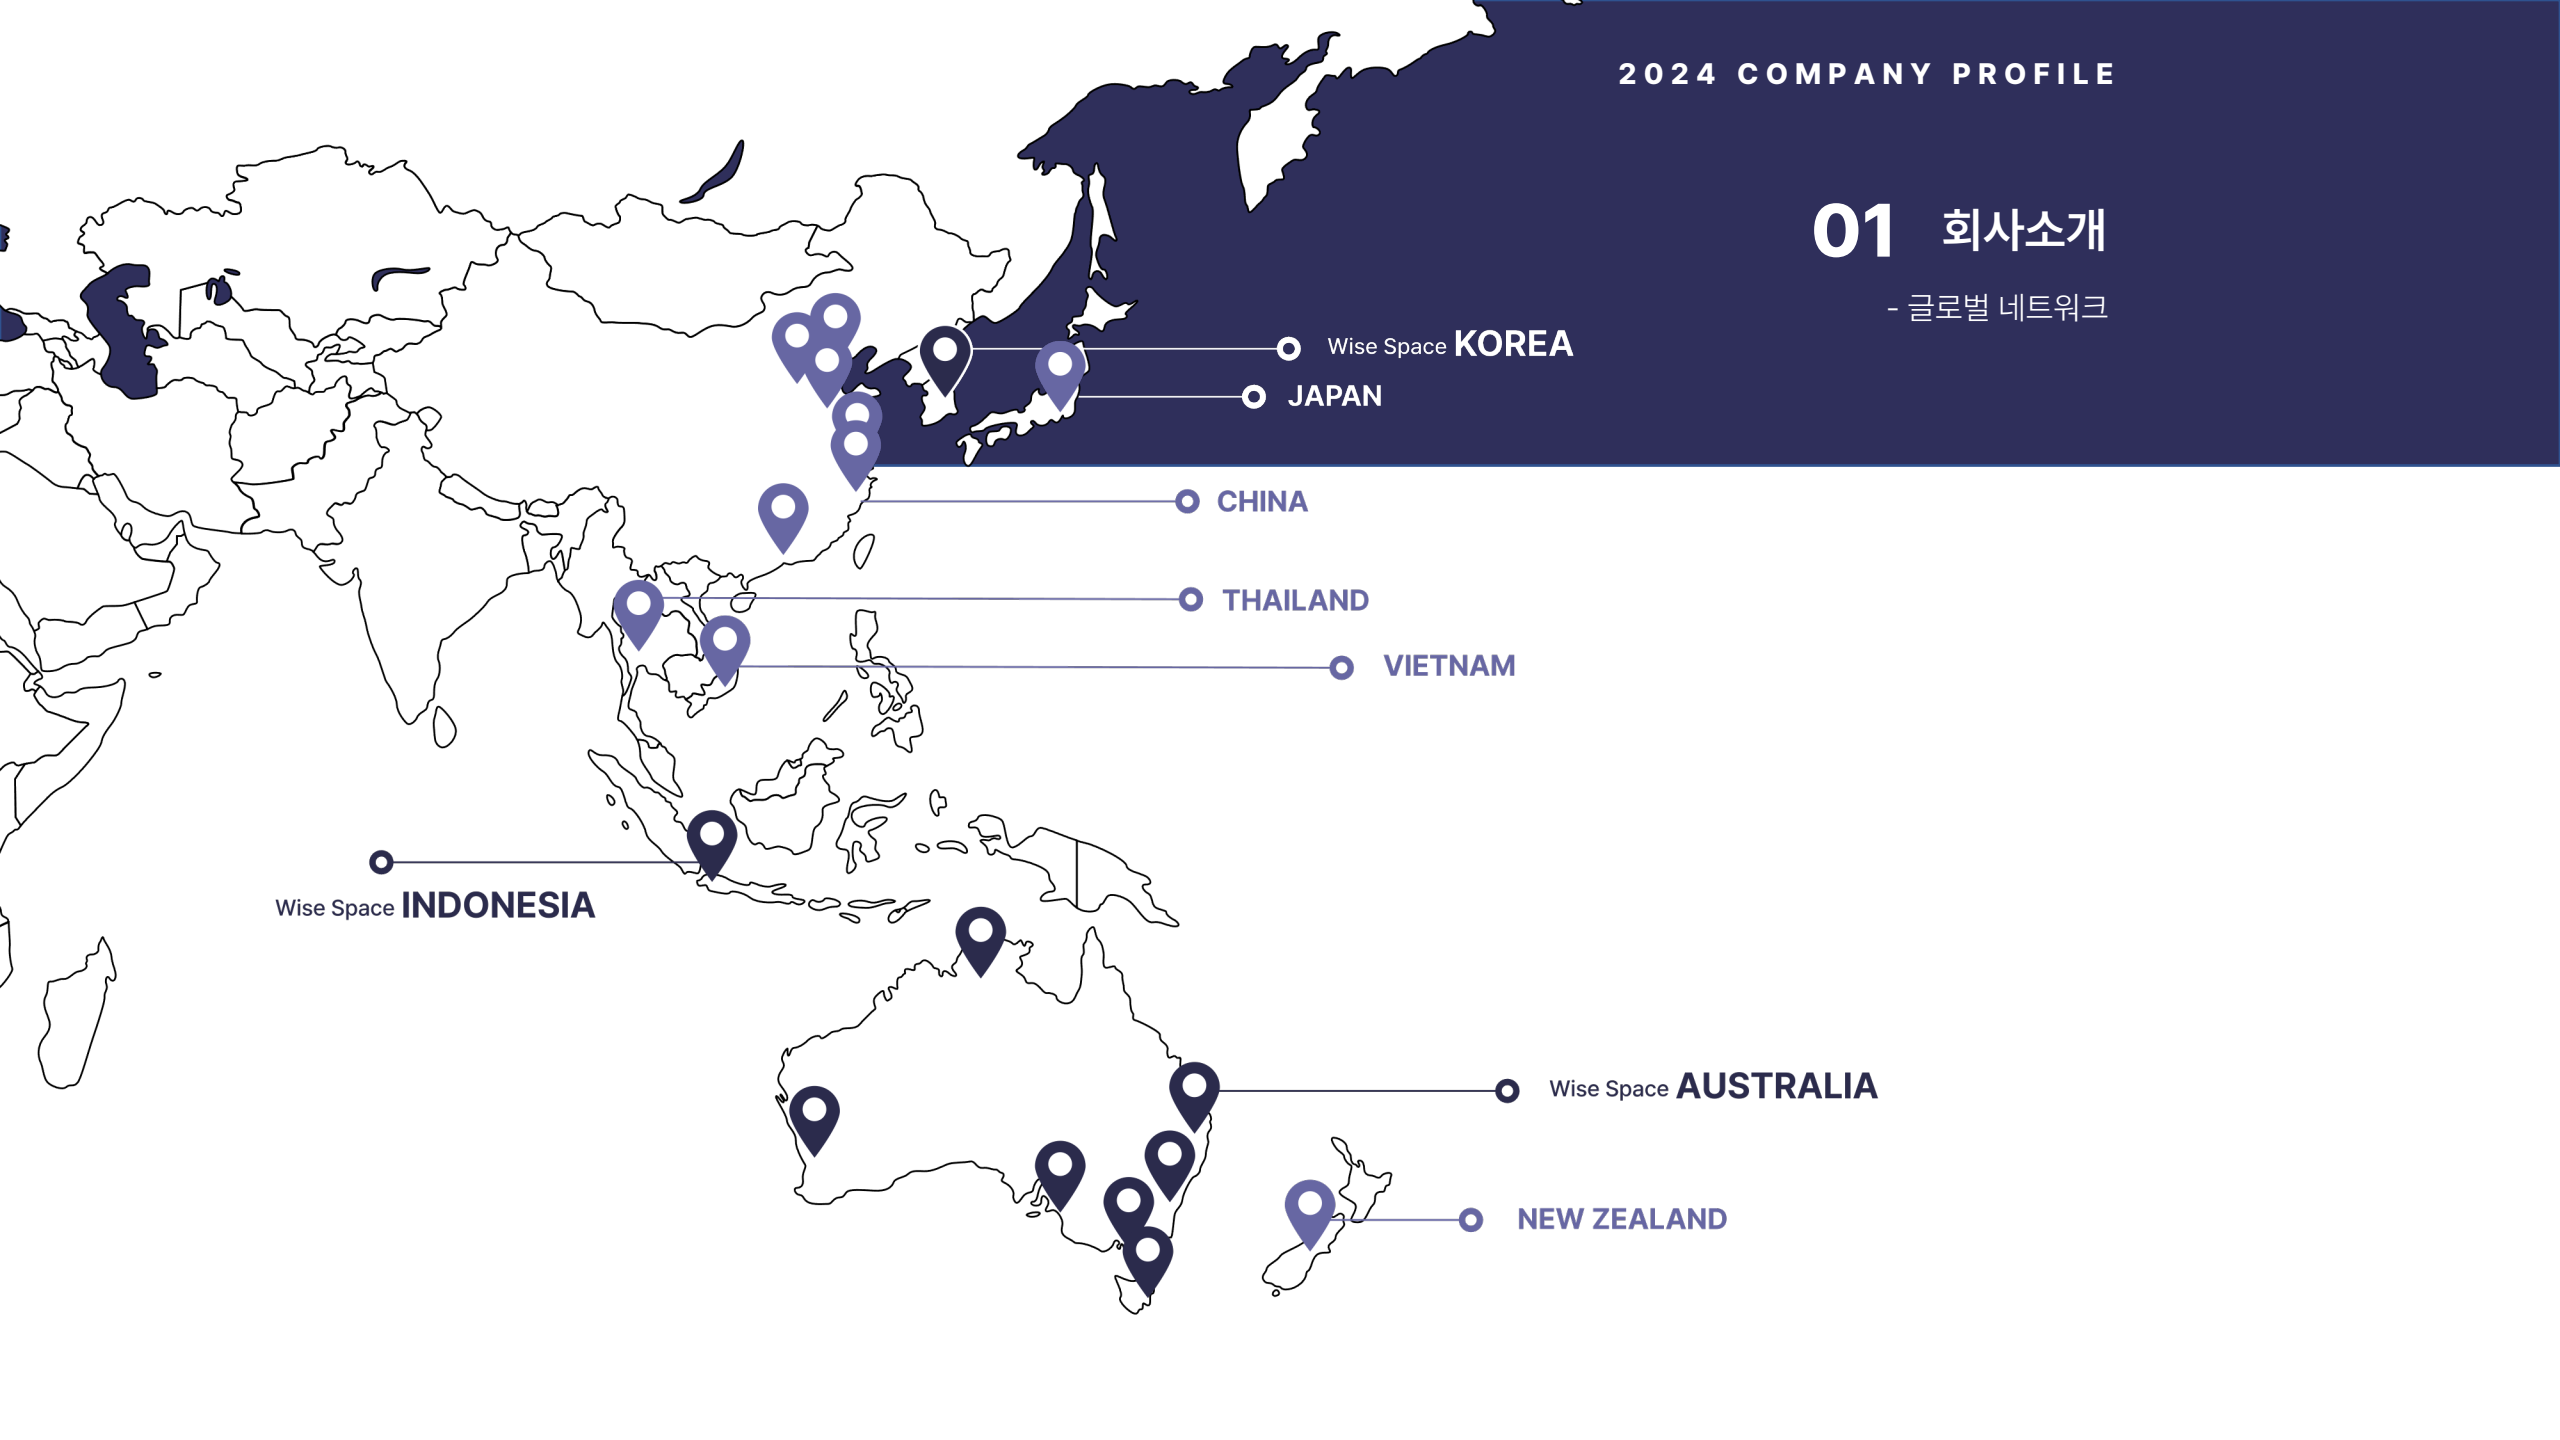 2024 COMPANY PROFILE
01 회사소개
- 글로벌 네트워크
Wise Space KOREA
JAPAN
CHINA
THAILAND
VIETNAM
Wise Space INDONESIA
Wise Space AUSTRALIA
NEW ZEALAND